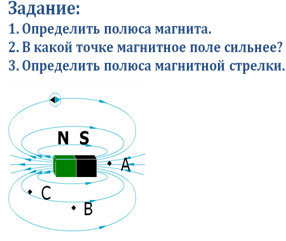 Задание:
1. Определить полюса магнита.
2. В какой точке магнитное поле сильнее?
3. Определить полюса магнитной стрелки.
N S
A
C
B